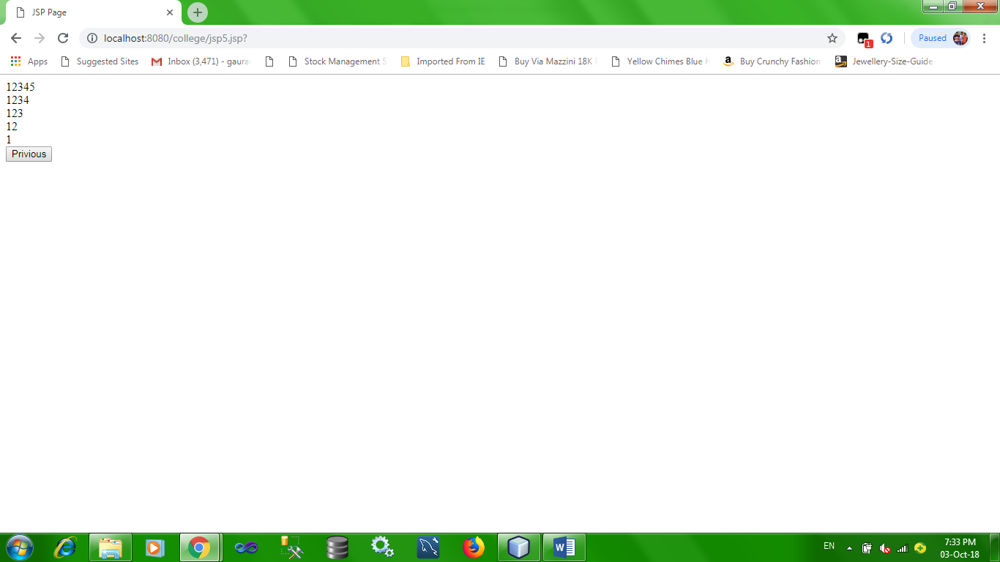 JSP Page
localhost:8080/college/jsp5.jsp?
Paused
1
Apps Suggested Sites Inbox (3,471) - gaura Stock Management S Imported From IE Buy Via Mazzini 18K Yellow Chimes Blue Buy Crunchy Fashion Jewellery-Size-Guide-
12345
1234
123
12
1
Privious
EN
7:33 PM
03-Oct-18